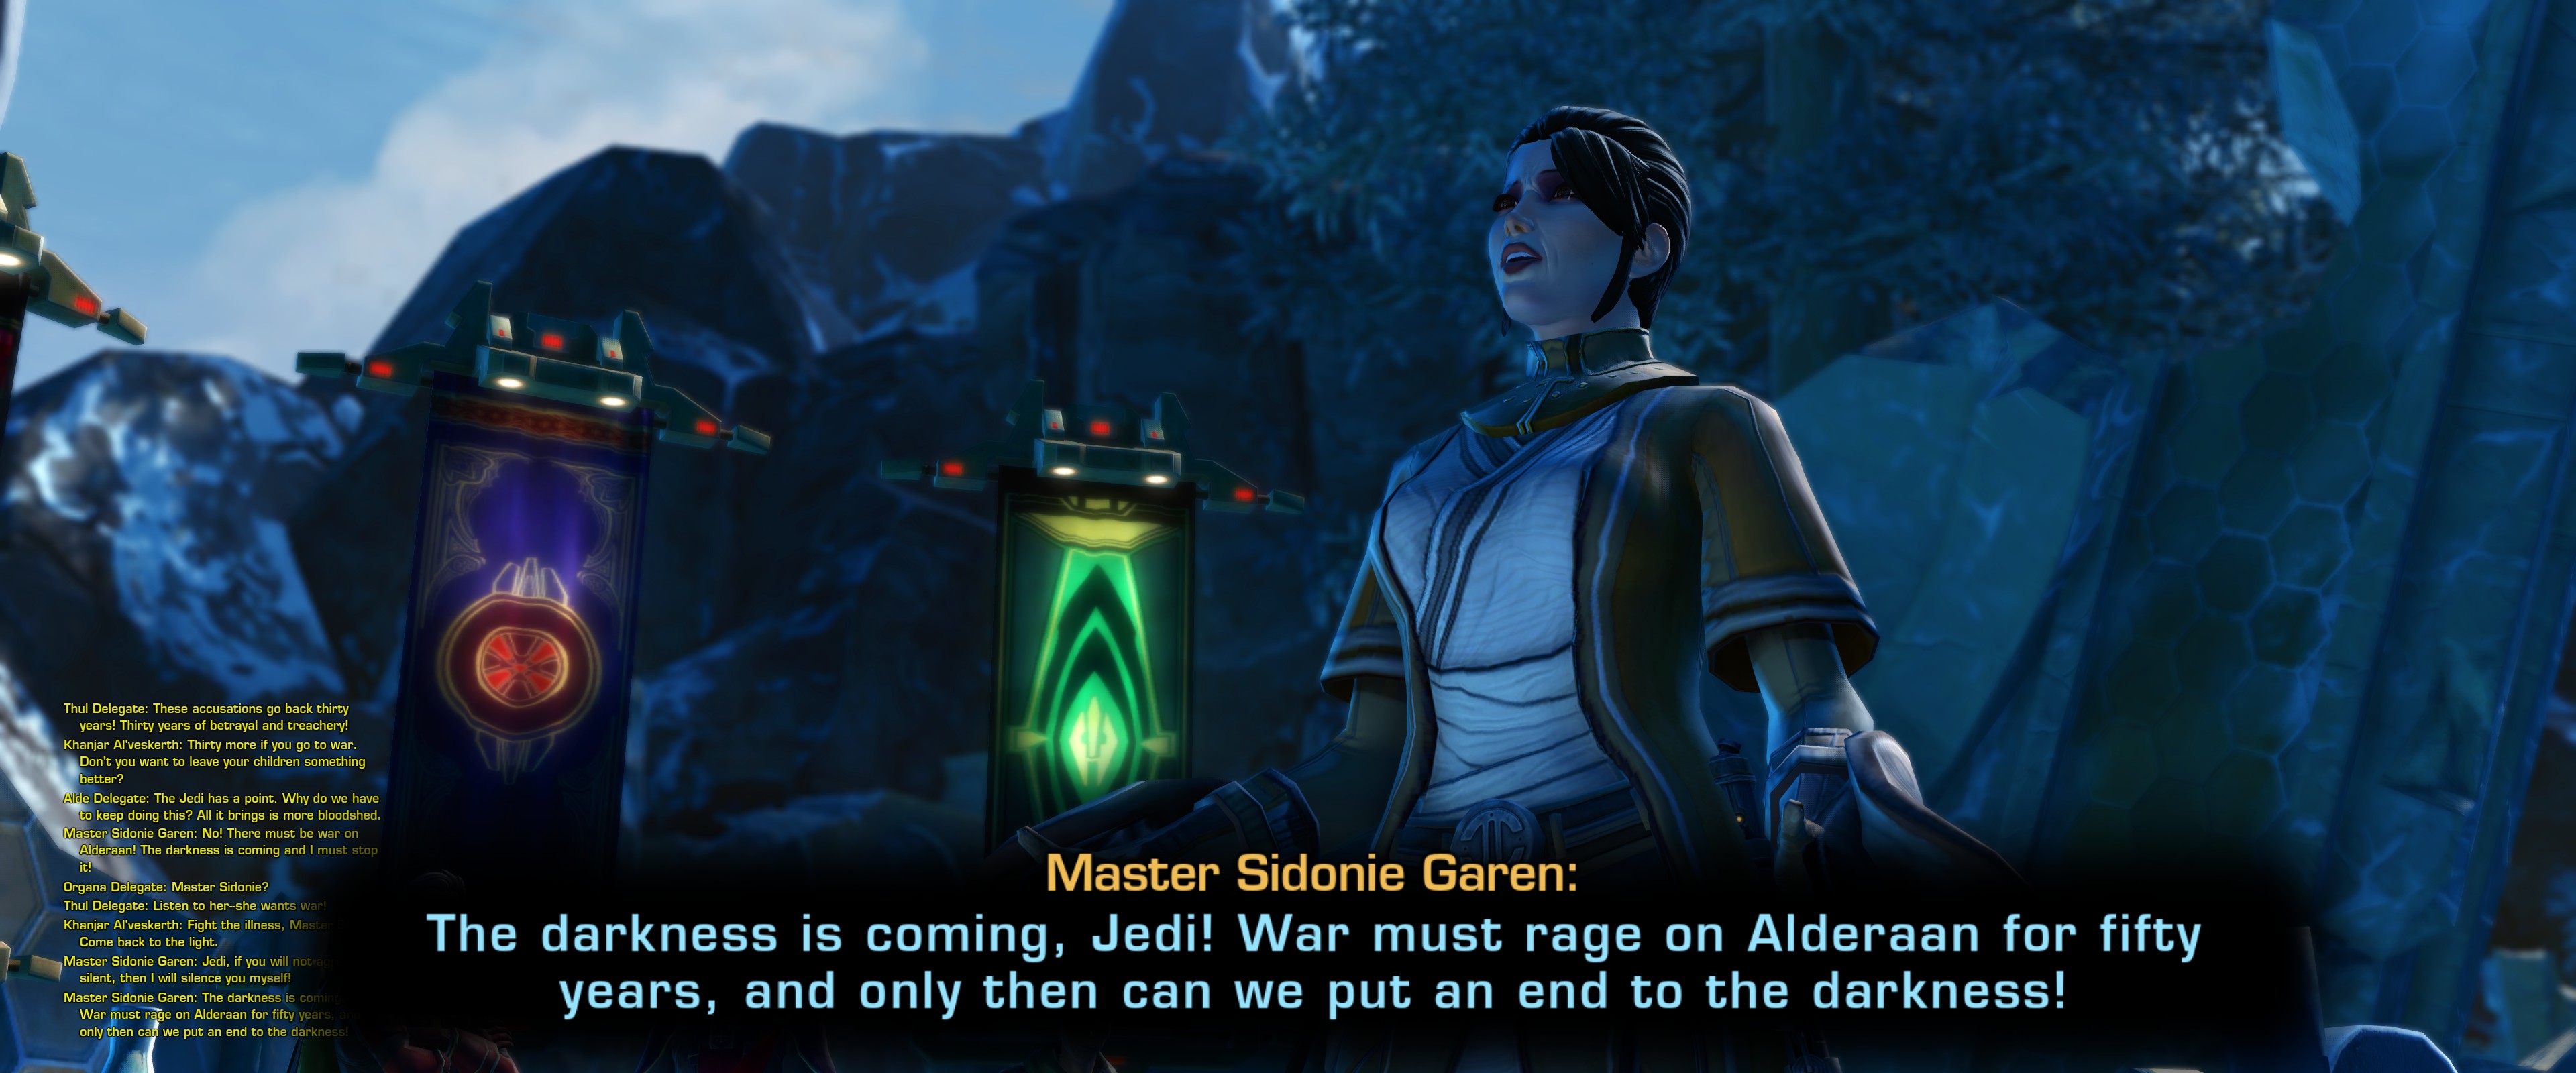 Thul Delegate: These accusations go back thirty
years! Thirty years of betrayal and treachery!
Khanjar Al'veskerth: Thirty more if you go to war.
Don't you want to leave your children something
better?
Alde Delegate: The Jedi has a point. Why do we have
to keep doing this? All it brings is more bloodshed.
Master Sidonie Garen: No! There must be war on
Alderaan! The darkness is coming and I must stop
it!
Organa Delegate: Master Sidonie?
Thul Delegate: Listen to her--she wants war!
Khanjar Al'veskerth: Fight the illness, Master
Come back to the light.
Master Sidonie Garen: Jedi, if you will not
silent, then I will silence you myself!
Master Sidonie Garen: The darkness is coming,
War must rage on Alderaan for fifty years,
only then can we put an end to the darkness!
Master Sidonie Garen:
The darkness is coming, Jedi! War must rage on Alderaan for fifty
years, and only then can we put an end to the darkness!